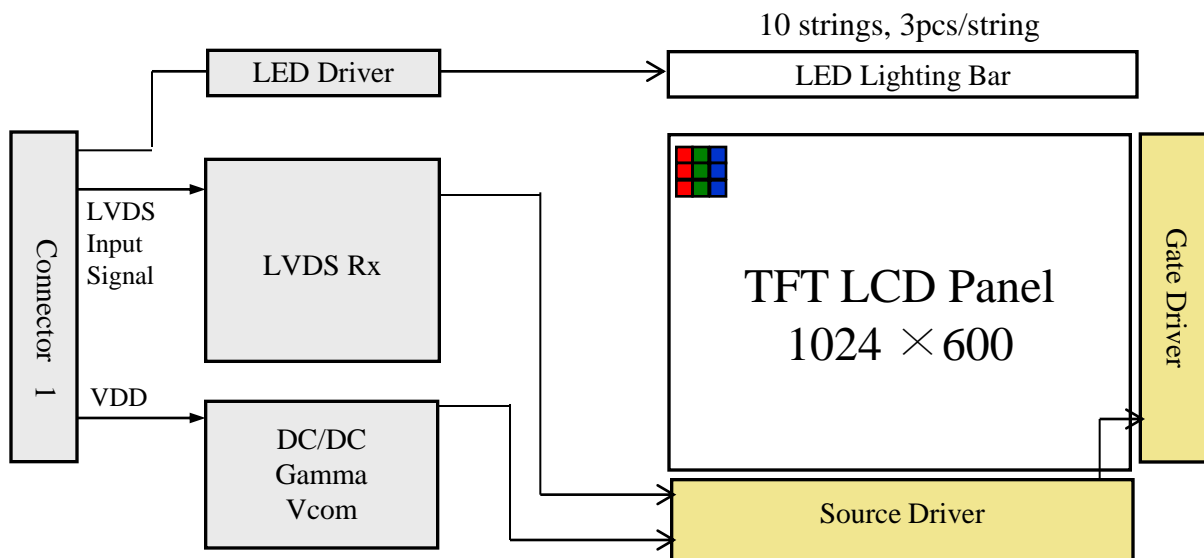 10 strings, 3pcs/string
LED Driver
LED Lighting Bar
Connector 1
LVDS
Input
Signal
LVDS Rx
TFT LCD Panel
1024 ×600
Gate Driver
VDD
DC/DC
Gamma
Vcom
Source Driver